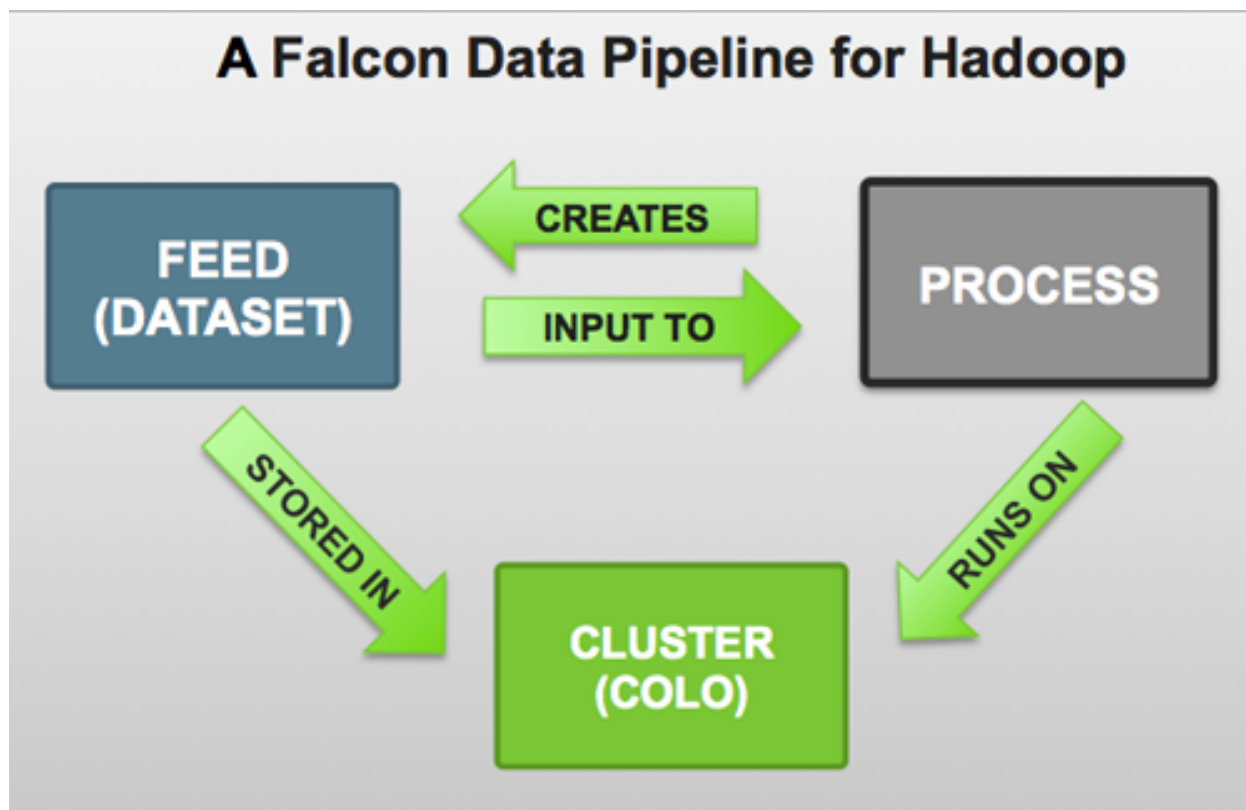 A Falcon Data Pipeline for Hadoop
FEED
(DATASET)
CREATES
INPUT TO
PROCESS
STORED IN
RUNS ON
CLUSTER
(COLO)